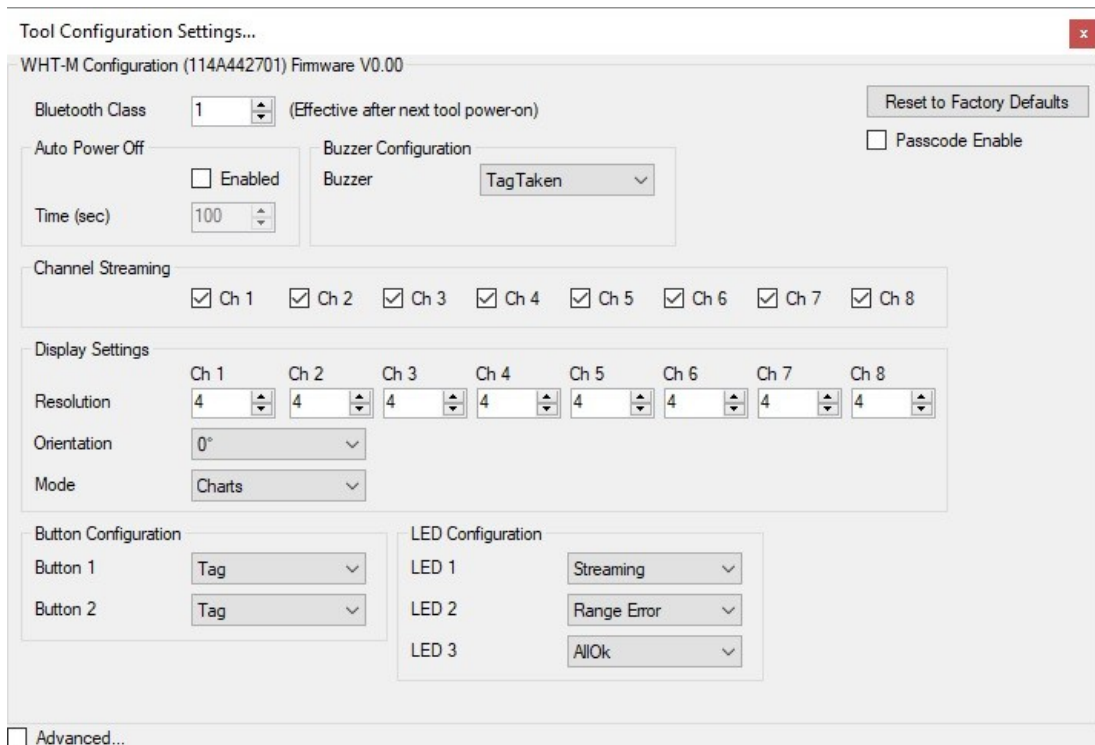 Tool Configuration Settings...
x
WHT-M Configuration (114A442701) Firmware V0.00
Bluetooth Class 1 (Effective after next tool power-on) Reset to Factory Defaults
Passcode Enable
Auto Power Off Buzzer Configuration
Enabled Buzzer TagTaken
Time (sec) 100
Channel Streaming
Ch 1 Ch 2 Ch 3 Ch 4 Ch 5 Ch 6 Ch 7 Ch 8
Display Settings
Ch 1 Ch 2 Ch 3 Ch 4 Ch 5 Ch 6 Ch 7 Ch 8
Resolution 4 4 4 4 4 4 4 4
Orientation 0°
Mode Charts
Button Configuration LED Configuration
Button 1 Tag LED 1 Streaming
Button 2 Tag LED 2 Range Error
LED 3 AllOk
Advanced...